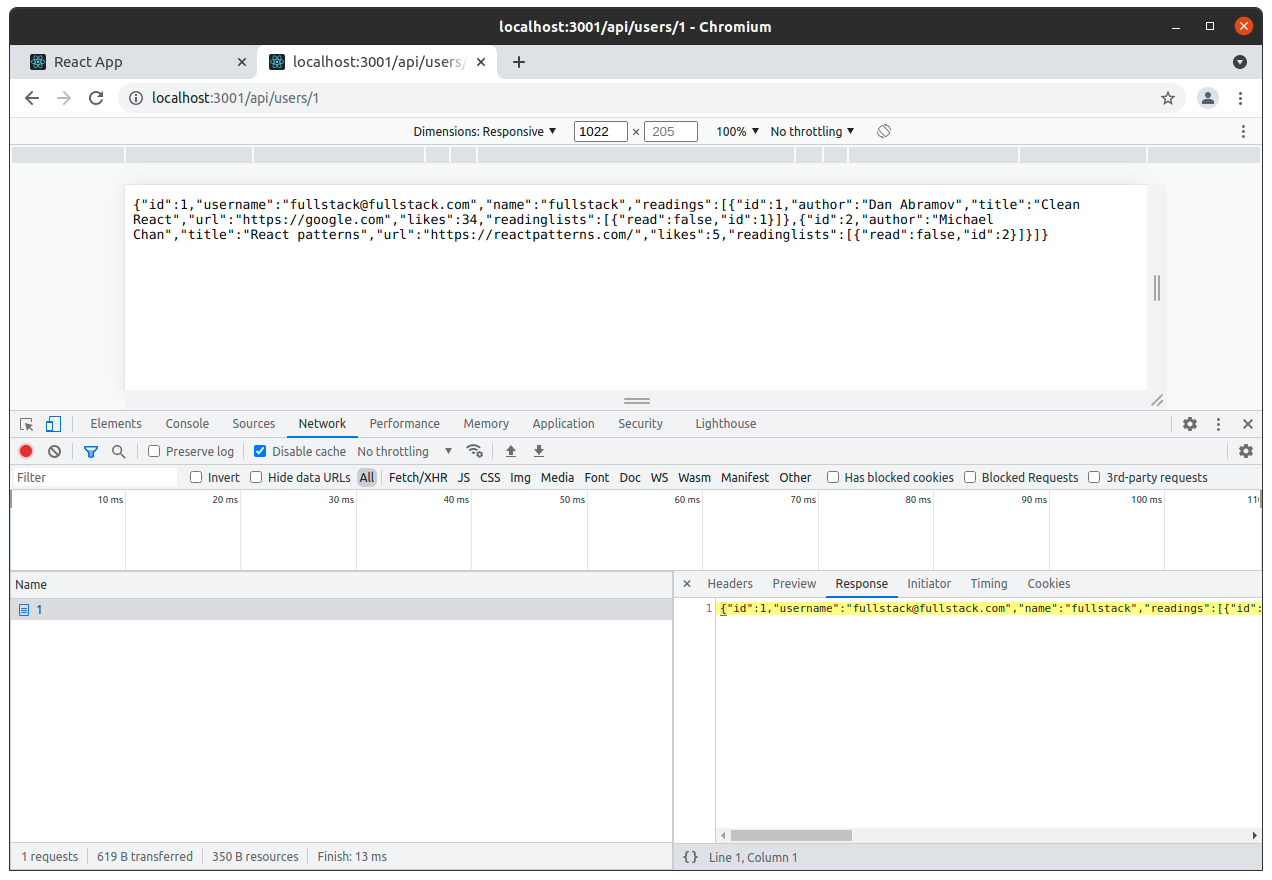 localhost:3001/api/users/1 - Chromium
React App
localhost:3001/api/users/
localhost:3001/api/users/1
Dimensions: Responsive ▼ 1022 × 205 100% ▼ No throttling ▼
{"id":1,"username":"fullstack@fullstack.com","name":"fullstack","readings":[{"id":1,"author":"Dan Abramov","title":"Clean
React","url":"https://google.com","likes":34,"readinglists":[{"read":false,"id":1}]},{"id":2,"author":"Michael
Chan","title":"React patterns","url":"https://reactpatterns.com/","likes":5,"readinglists":[{"read":false,"id":2}]}]}
Elements Console Sources Network Performance Memory Application Security Lighthouse
Preserve log Disable cache No throttling ▼
Filter Invert Hide data URLs All Fetch/XHR JS CSS Img Media Font Doc WS Wasm Manifest Other Has blocked cookies Blocked Requests 3rd-party requests
10 ms 20 ms 30 ms 40 ms 50 ms 60 ms 70 ms 80 ms 90 ms 100 ms 11
Name
1
× Headers Preview Response Initiator Timing Cookies
1 {"id":1,"username":"fullstack@fullstack.com","name":"fullstack","readings":[{"id":
1 requests 619 B transferred 350 B resources Finish: 13 ms
{} Line 1, Column 1